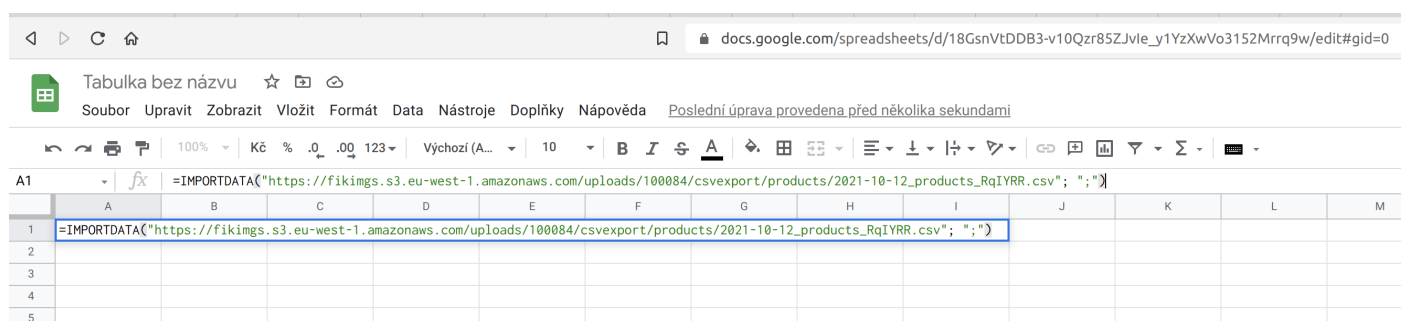 docs.google.com/spreadsheets/d/18GsnVtDDB3-v10Qzr85ZJvIe_y1YzXwVo3152Mrrq9w/edit#gid=0
Tabulka bez názvu
Soubor Upravit Zobrazit Vložit Formát Data Nástroje Doplňky Nápověda Poslední úprava provedena před několika sekundami
100% Kč % .0 .00 123 Výchozí (A... 10 B I S A
A1 fx =IMPORTDATA("https://fikimgs.s3.eu-west-1.amazonaws.com/uploads/100084/csvexport/products/2021-10-12_products_RqIYRR.csv"; ";")
A B C D E F G H I J K L M
1 =IMPORTDATA("https://fikimgs.s3.eu-west-1.amazonaws.com/uploads/100084/csvexport/products/2021-10-12_products_RqIYRR.csv"; ";")
2
3
4
5